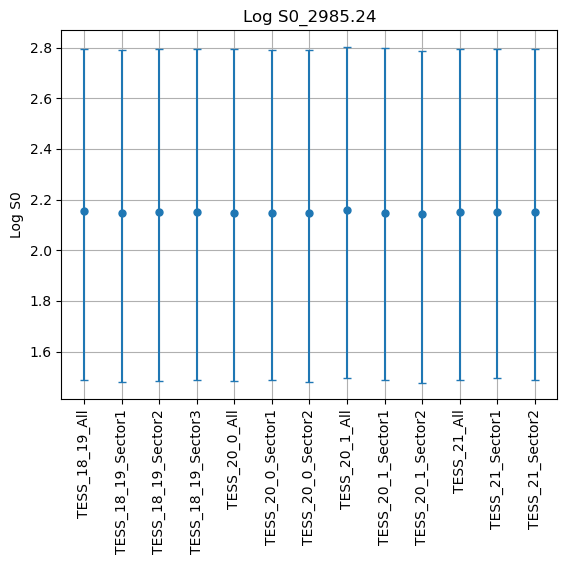 Log S0_2985.24
Log S0
2.8
2.6
2.4
2.2
2.0
1.8
1.6
TESS_18_19_All
TESS_18_19_Sector1
TESS_18_19_Sector2
TESS_18_19_Sector3
TESS_20_0_All
TESS_20_0_Sector1
TESS_20_0_Sector2
TESS_20_1_All
TESS_20_1_Sector1
TESS_20_1_Sector2
TESS_21_All
TESS_21_Sector1
TESS_21_Sector2